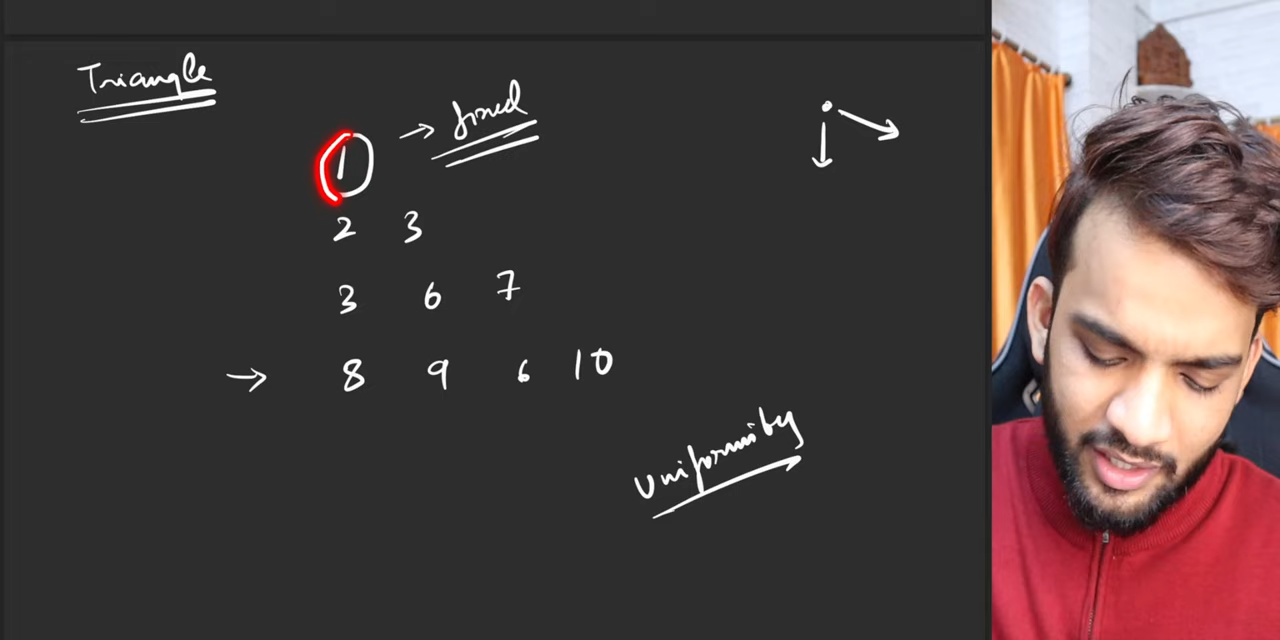 Triangle
→ fixed
1
2 3
3 6 7
→ 8 9 6 10
Uniformity